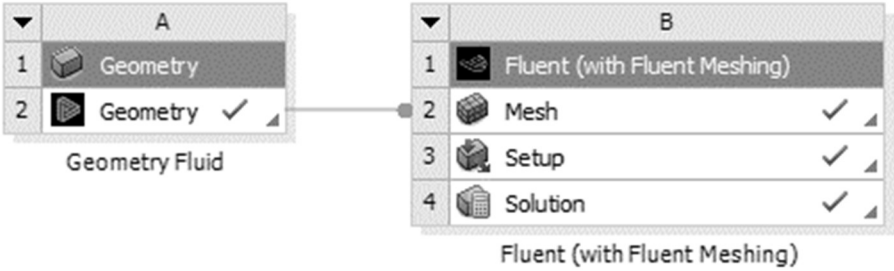 A
1 Geometry
2 Geometry
Geometry Fluid
B
1 Fluent (with Fluent Meshing)
2 Mesh
3 Setup
4 Solution
Fluent (with Fluent Meshing)